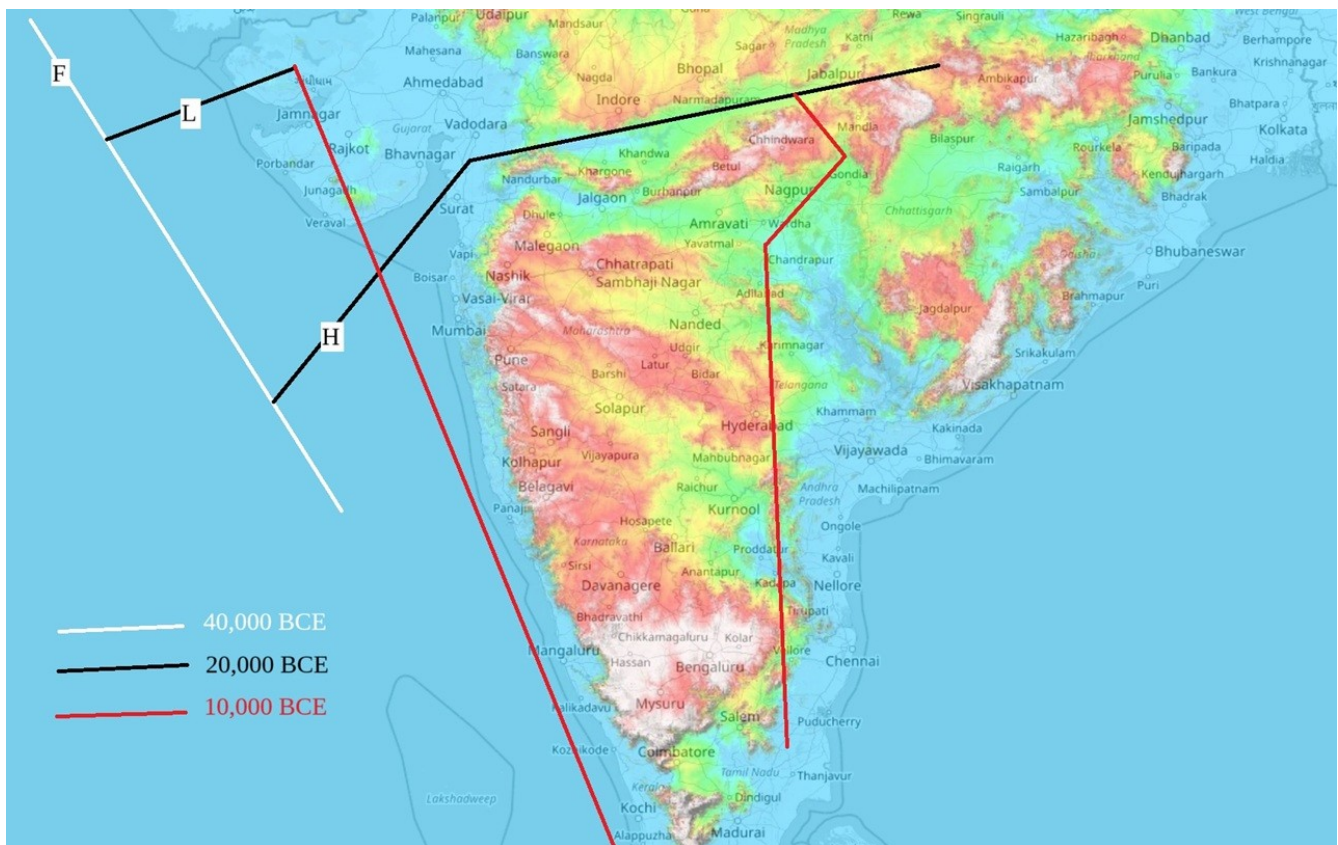 Palanpur
Udaipur
Mandsaur
Rewa
Singrauli
West Bengal
Mahesana
Banswara
Sagar
Madhya
Pradesh
Katni
Hazaribagh
Jharkhand
Dhanbad
Berhampore
F
Ahmedabad
Nagda
Bhopal
Jabalpur
Ambikapur
Purulia
Bankura
Krishnanagar
L
Jamnagar
Indore
Narmadapuram
Mandla
Jamshedpur
Bhatpara
Kolkata
Gujarat
Vadodara
Rajkot
Bhavnagar
Porbandar
Khandwa
Chhindwara
Bilaspur
Rourkela
Baripada
Haldia
Junagadh
Nandurbar
Khargone
Betul
Gondia
Raigarh
Kendujhargarh
Burhanpur
Nagpur
Sambalpur
Bhadrak
Surat
Jalgaon
Veraval
Dhule
Amravati
Wardha
Chhattisgarh
Malegaon
Yavatmal
Vapi
Chandrapur
Bhubaneswar
Boisar
Nashik
Chhatrapati
Sambhaji Nagar
Odisha
Puri
Vasai-Virar
Adilabad
Jagdalpur
Brahmapur
H
Mumbai
Maharashtra
Nanded
Udgir
Karimnagar
Srikakulam
Pune
Latur
Barshi
Bidar
Satara
Telangana
Visakhapatnam
Solapur
Khammam
Sangli
Hyderabad
Kakinada
Kolhapur
Vijayapura
Mahbubnagar
Vijayawada
Bhimavaram
Belagavi
Raichur
Andhra
Pradesh
Machilipatnam
Panaji
Kurnool
Hosapete
Ongole
Karnataka
Ballari
Proddatur
Kavali
Sirsi
Anantapur
Davanagere
Kadapa
Nellore
Bhadravathi
Tirupati
40,000 BCE
Chikkamagaluru
Kolar
Mangaluru
Vellore
Chennai
20,000 BCE
Hassan
Bengaluru
10,000 BCE
Mysuru
Kalikadavu
Salem
Puducherry
Kozhikode
Coimbatore
Tamil Nadu
Thanjavur
Lakshadweep
Kerala
Dindigul
Kochi
Alappuzha
Madurai